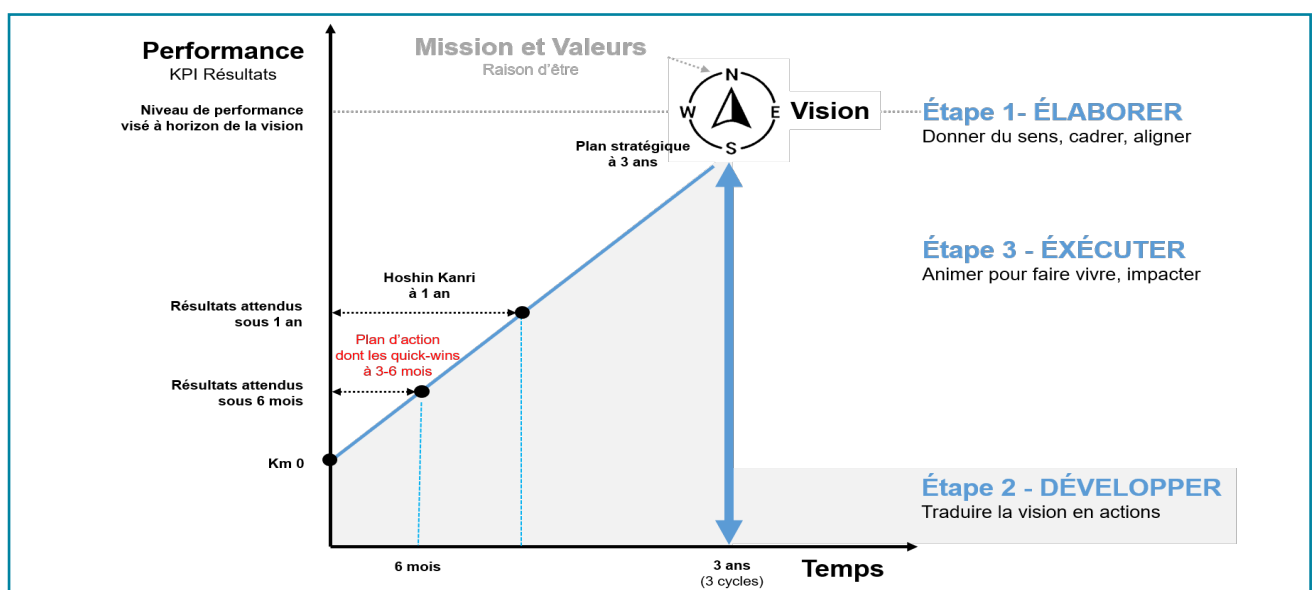 Performance
KPI Résultats
Mission et Valeurs
Raison d'être
N
W
E
S
Vision
Niveau de performance
visé à horizon de la vision
Étape 1- ÉLABORER
Donner du sens, cadrer, aligner
Plan stratégique
à 3 ans
Étape 3 - ÉXÉCUTER
Animer pour faire vivre, impacter
Hoshin Kanri
à 1 an
Résultats attendus
sous 1 an
Plan d'action
dont les quick-wins
à 3-6 mois
Résultats attendus
sous 6 mois
Km 0
Étape 2 - DÉVELOPPER
Traduire la vision en actions
6 mois
3 ans
(3 cycles)
Temps